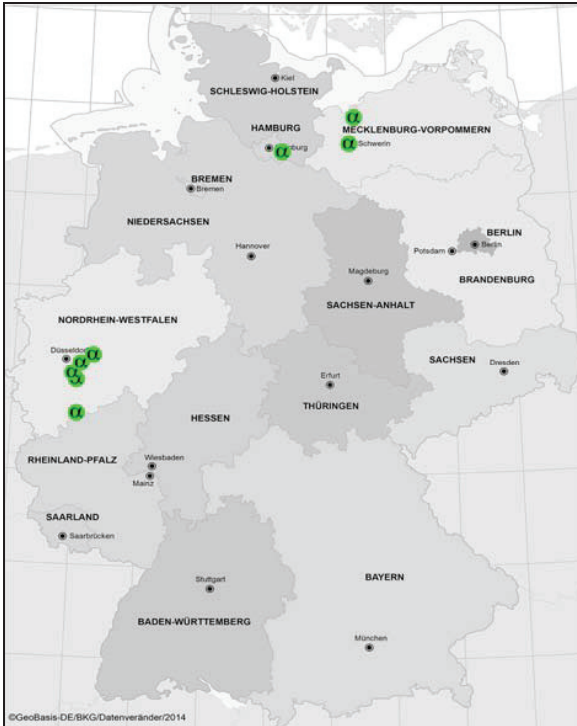 Kiel
SCHLESWIG-HOLSTEIN
α
HAMBURG
MECKLENBURG-VORPOMMERN
α
α
Schwerin
BREMEN
Bremen
NIEDERSACHSEN
BERLIN
Berlin
Potsdam
Hannover
BRANDENBURG
Magdeburg
SACHSEN-ANHALT
NORDRHEIN-WESTFALEN
α
α
α
α
SACHSEN
Dresden
Erfurt
THÜRINGEN
α
HESSEN
RHEINLAND-PFALZ
Wiesbaden
Mainz
SAARLAND
Saarbrücken
Stuttgart
BAYERN
BADEN-WÜRTTEMBERG
München
©GeoBasis-DE/BKG/Datenveränder/2014